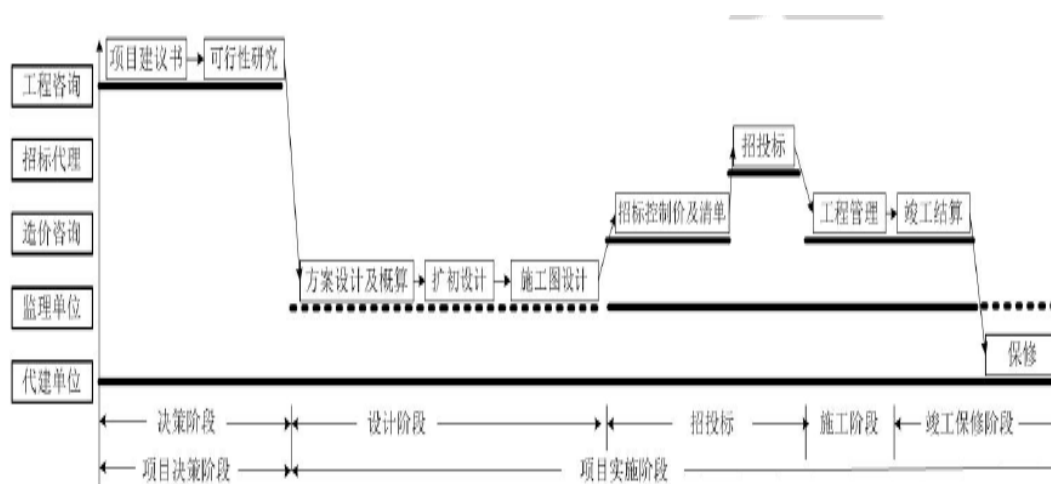 项目建议书
可行性研究
工程咨询
招标代理
招投标
造价咨询
招标控制价及清单
工程管理
竣工结算
监理单位
方案设计及概算
扩初设计
施工图设计
代建单位
保修
决策阶段
设计阶段
招投标
施工阶段
竣工保修阶段
项目决策阶段
项目实施阶段